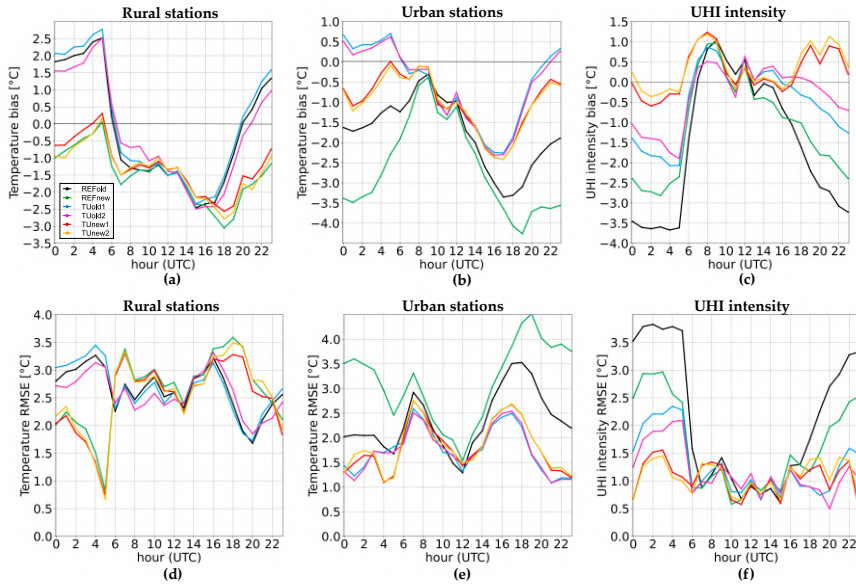 Rural stations
Urban stations
UHI intensity
Temperature bias [°C]
2.5
2.0
1.5
1.0
0.5
0.0
−0.5
−1.0
−1.5
−2.0
−2.5
−3.0
−3.5
REFold
REFnew
TUold1
TUold2
TUnew1
TUnew2
0 2 4 6 8 10 12 14 16 18 20 22
hour (UTC)
(a)
Temperature bias [°C]
1.0
0.5
0.0
−0.5
−1.0
−1.5
−2.0
−2.5
−3.0
−3.5
−4.0
−4.5
0 2 4 6 8 10 12 14 16 18 20 22
hour (UTC)
(b)
UHI intensity bias [°C]
1.5
1.0
0.5
0.0
−0.5
−1.0
−1.5
−2.0
−2.5
−3.0
−3.5
−4.0
0 2 4 6 8 10 12 14 16 18 20 22
hour (UTC)
(c)
Rural stations
Urban stations
UHI intensity
Temperature RMSE [°C]
4.0
3.5
3.0
2.5
2.0
1.5
1.0
0.5
0.0
0 2 4 6 8 10 12 14 16 18 20 22
hour (UTC)
(d)
Temperature RMSE [°C]
4.0
3.5
3.0
2.5
2.0
1.5
1.0
0.5
0.0
0 2 4 6 8 10 12 14 16 18 20 22
hour (UTC)
(e)
UHI intensity RMSE [°C]
4.0
3.5
3.0
2.5
2.0
1.5
1.0
0.5
0.0
0 2 4 6 8 10 12 14 16 18 20 22
hour (UTC)
(f)